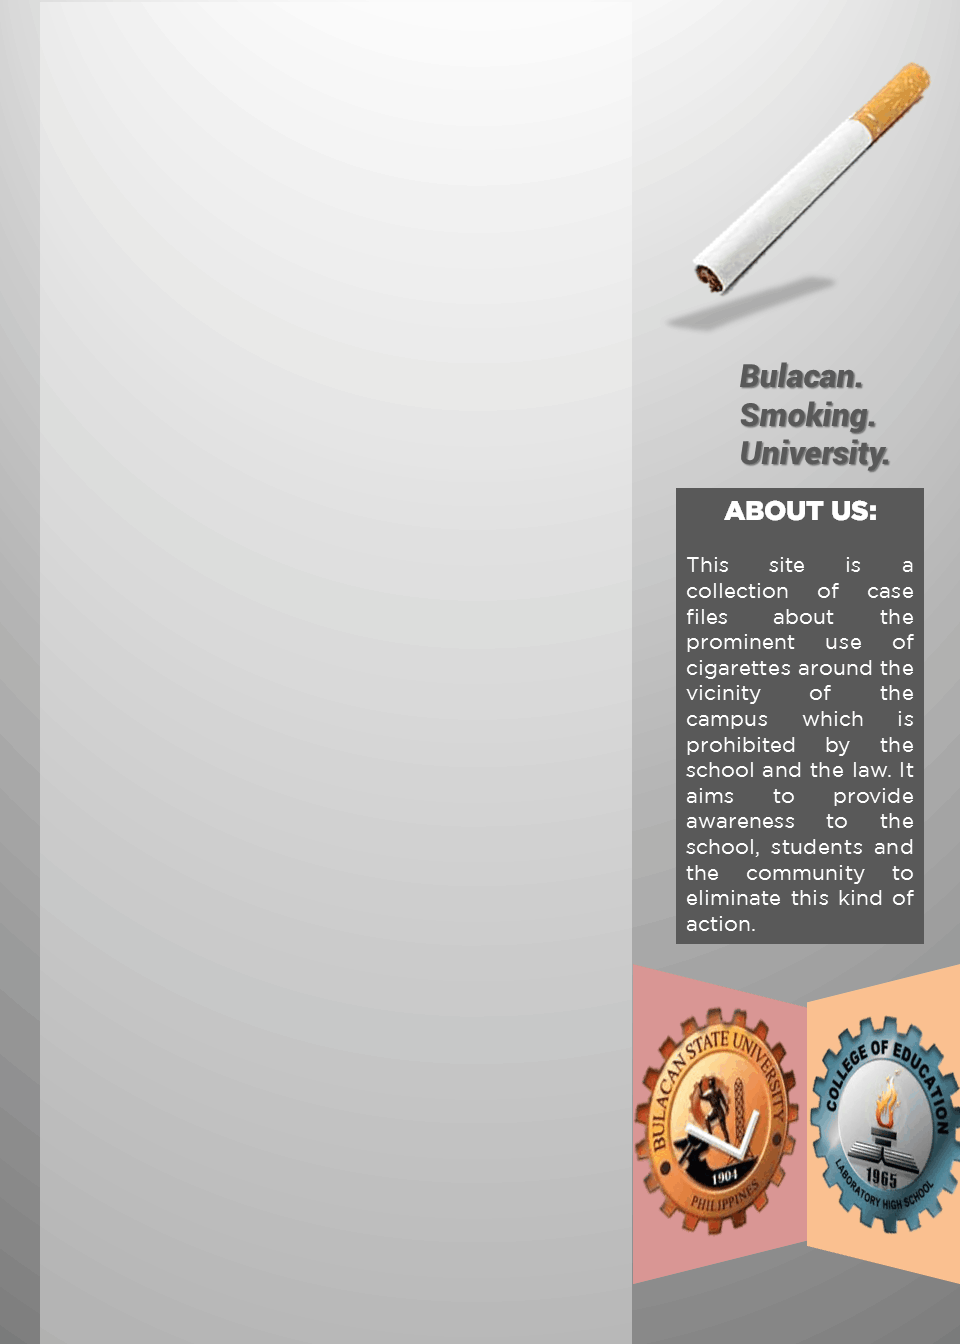 Bulacan.
Smoking.
University.
ABOUT US:
This site is a
collection of case
files about the
prominent use of
cigarettes around the
vicinity of the
campus which is
prohibited by the
school and the law. It
aims to provide
awareness to the
school, students and
the community to
eliminate this kind of
action.
BULACAN STATE UNIVERSITY
1904
PHILIPPINES
COLLEGE OF EDUCATION
1965
LABORATORY HIGH SCHOOL